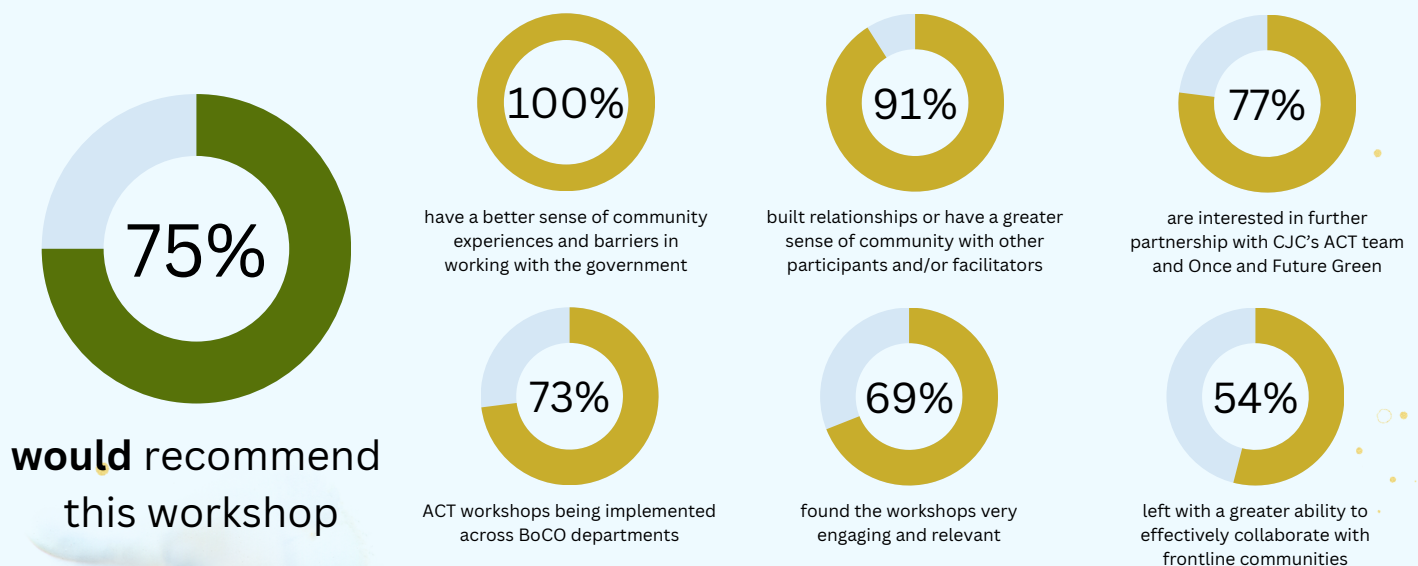 75%
would recommend
this workshop
100%
have a better sense of community
experiences and barriers in
working with the government
91%
built relationships or have a greater
sense of community with other
participants and/or facilitators
77%
are interested in further
partnership with CJC’s ACT team
and Once and Future Green
73%
ACT workshops being implemented
across BoCO departments
69%
found the workshops very
engaging and relevant
54%
left with a greater ability to
effectively collaborate with
frontline communities